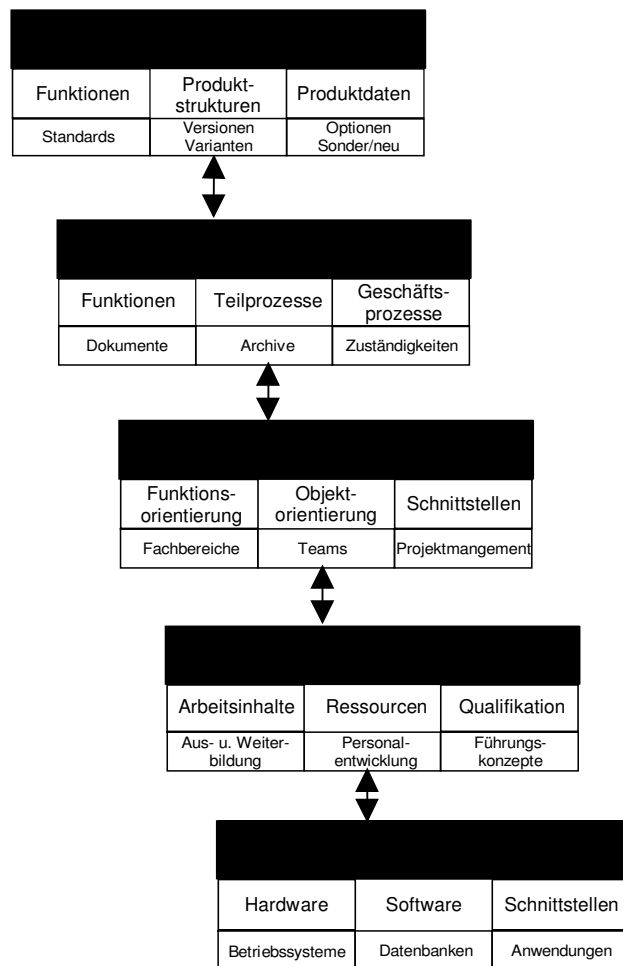 Funktionen
Produkt-
strukturen
Produktdaten
Standards
Versionen
Varianten
Optionen
Sonder/neu
Funktionen
Teilprozesse
Geschäfts-
prozesse
Dokumente
Archive
Zuständigkeiten
Funktions-
orientierung
Objekt-
orientierung
Schnittstellen
Fachbereiche
Teams
Projektmangement
Arbeitsinhalte
Ressourcen
Qualifikation
Aus- u. Weiter-
bildung
Personal-
entwicklung
Führungs-
konzepte
Hardware
Software
Schnittstellen
Betriebssysteme
Datenbanken
Anwendungen